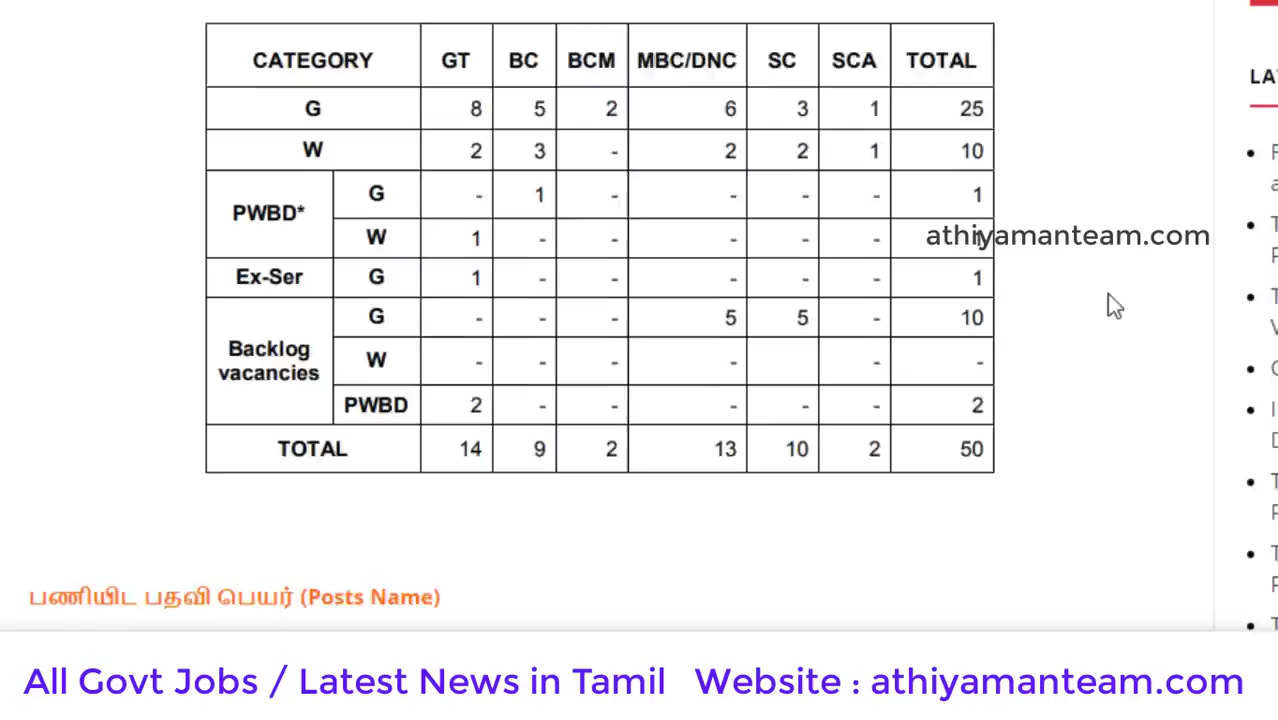 CATEGORY GT BC BCM MBC/DNC SC SCA TOTAL
G 8 5 2 6 3 1 25
W 2 3 - 2 2 1 10
PWBD* G - 1 - - - - 1
W 1 - - - - -
athiyamanteam.com
Ex-Ser G 1 - - - - - 1
Backlog vacancies G - - - 5 5 - 10
W - - - - - - -
PWBD 2 - - - - - 2
TOTAL 14 9 2 13 10 2 50
LA
பணியிட பதவி பெயர் (Posts Name)
All Govt Jobs / Latest News in Tamil Website : athiyamanteam.com